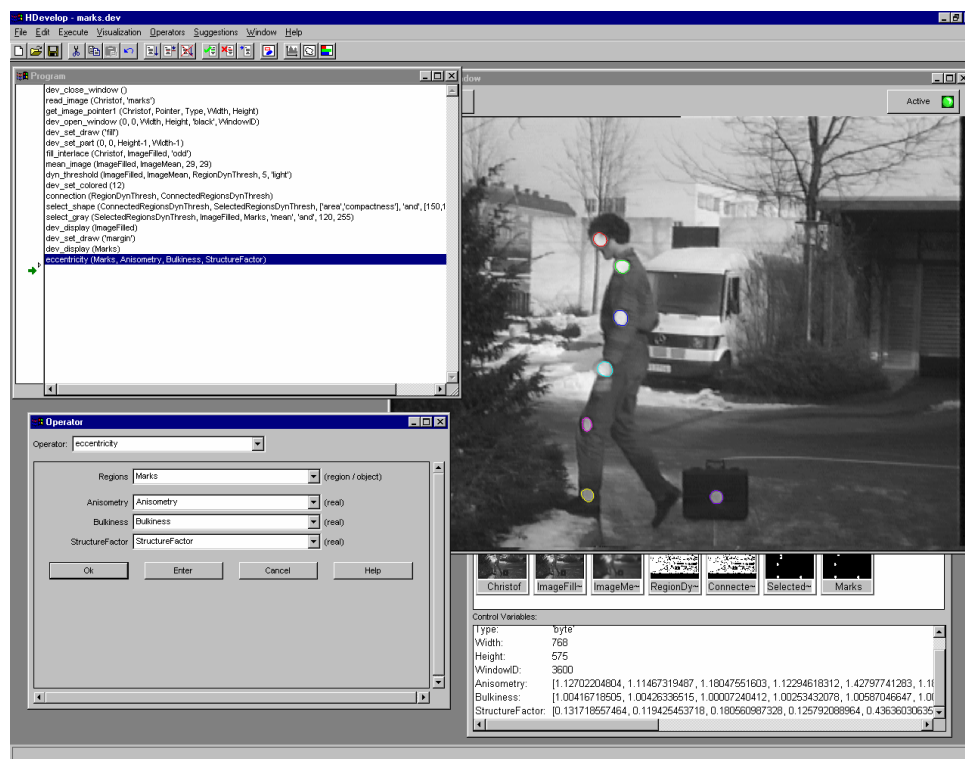 HDevelop - marks.dev
File Edit Execute Visualization Operators Suggestions Window Help
Program
dev_close_window ()
read_image (Christof, 'marks')
get_image_pointer1 (Christof, Pointer, Type, Width, Height)
dev_open_window (0, 0, Width, Height, 'black', WindowID)
dev_set_draw ('fill')
dev_set_part (0, 0, Height-1, Width-1)
fill_interlace (Christof, ImageFilled, 'odd')
mean_image (ImageFilled, ImageMean, 29, 29)
dyn_threshold (ImageFilled, ImageMean, RegionDynThresh, 5, 'light')
dev_set_colored (12)
connection (RegionDynThresh, ConnectedRegionsDynThresh)
select_shape (ConnectedRegionsDynThresh, SelectedRegionsDynThresh, ['area','compactness'], 'and', [150,1
select_gray (SelectedRegionsDynThresh, ImageFilled, Marks, 'mean', 'and', 120, 255)
dev_display (ImageFilled)
dev_set_draw ('margin')
dev_display (Marks)
eccentricity (Marks, Anisometry, Bulkiness, StructureFactor)
dow
Active
Operator
Operator: eccentricity
Regions Marks (region / object)
Anisometry Anisometry (real)
Bulkiness Bulkiness (real)
StructureFactor StructureFactor (real)
Ok Enter Cancel Help
Christof ImageFill~ ImageMe~ RegionDy~ Connecte~ Selected~ Marks
Control Variables:
Type: 'byte'
Width: 768
Height: 575
WindowID: 3600
Anisometry: [1.12702204804, 1.11467319487, 1.18047551603, 1.12294618312, 1.42797741283, 1.18
Bulkiness: [1.00416718505, 1.00426336515, 1.00007240412, 1.00253432078, 1.00587046647, 1.00
StructureFactor: [0.131718557464, 0.119425453718, 0.180560987328, 0.125792088964, 0.43636030635